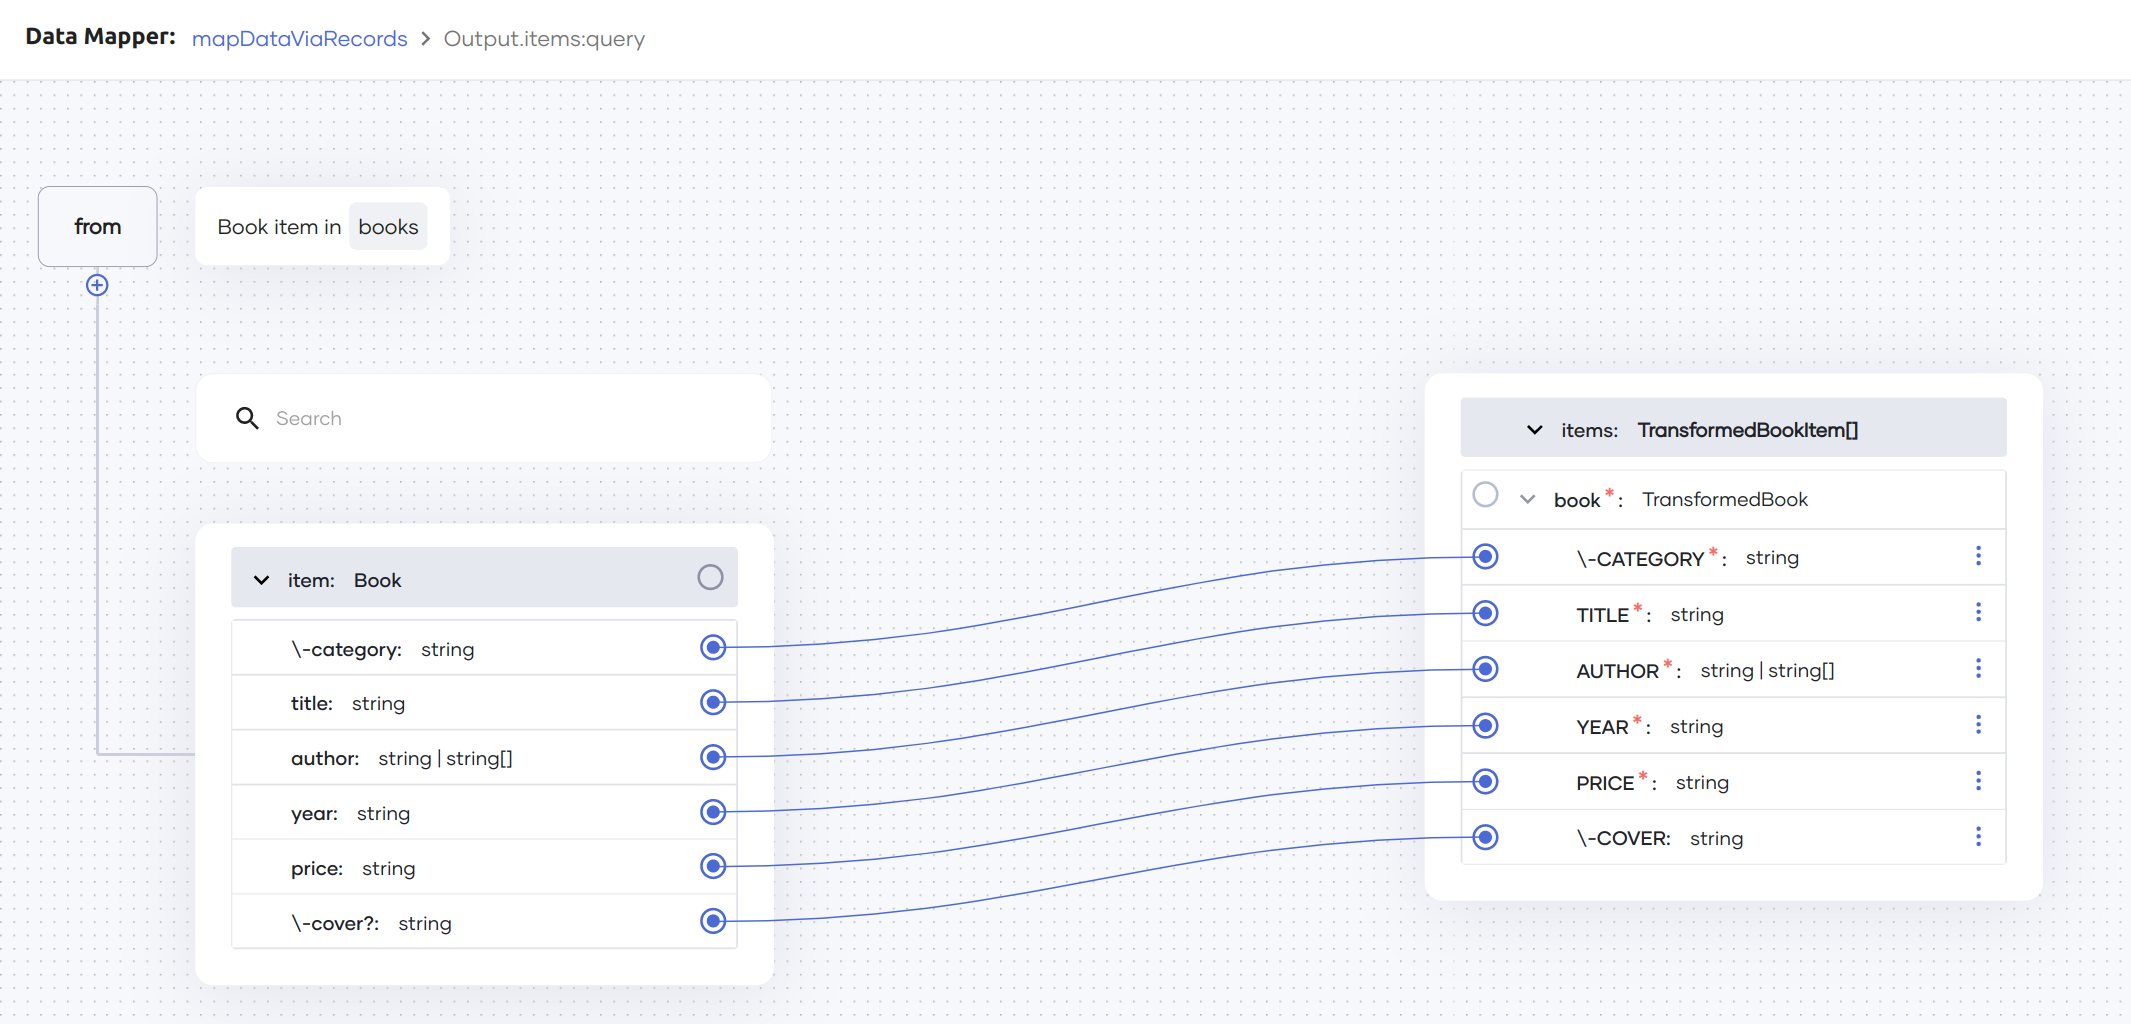 Data Mapper: mapDataViaRecords > Output.items:query
from
Book item in books
Search
item: Book
\-category: string
title: string
author: string | string[]
year: string
price: string
\-cover?: string
items: TransformedBookItem[]
book*: TransformedBook
\-CATEGORY*: string
TITLE*: string
AUTHOR*: string | string[]
YEAR*: string
PRICE*: string
\-COVER: string